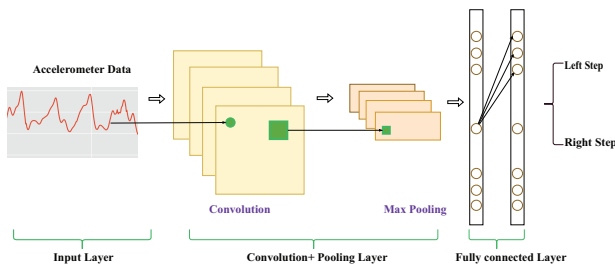 Accelerometer Data
Left Step
Right Step
Convolution
Max Pooling
Input Layer
Convolution+ Pooling Layer
Fully connected Layer